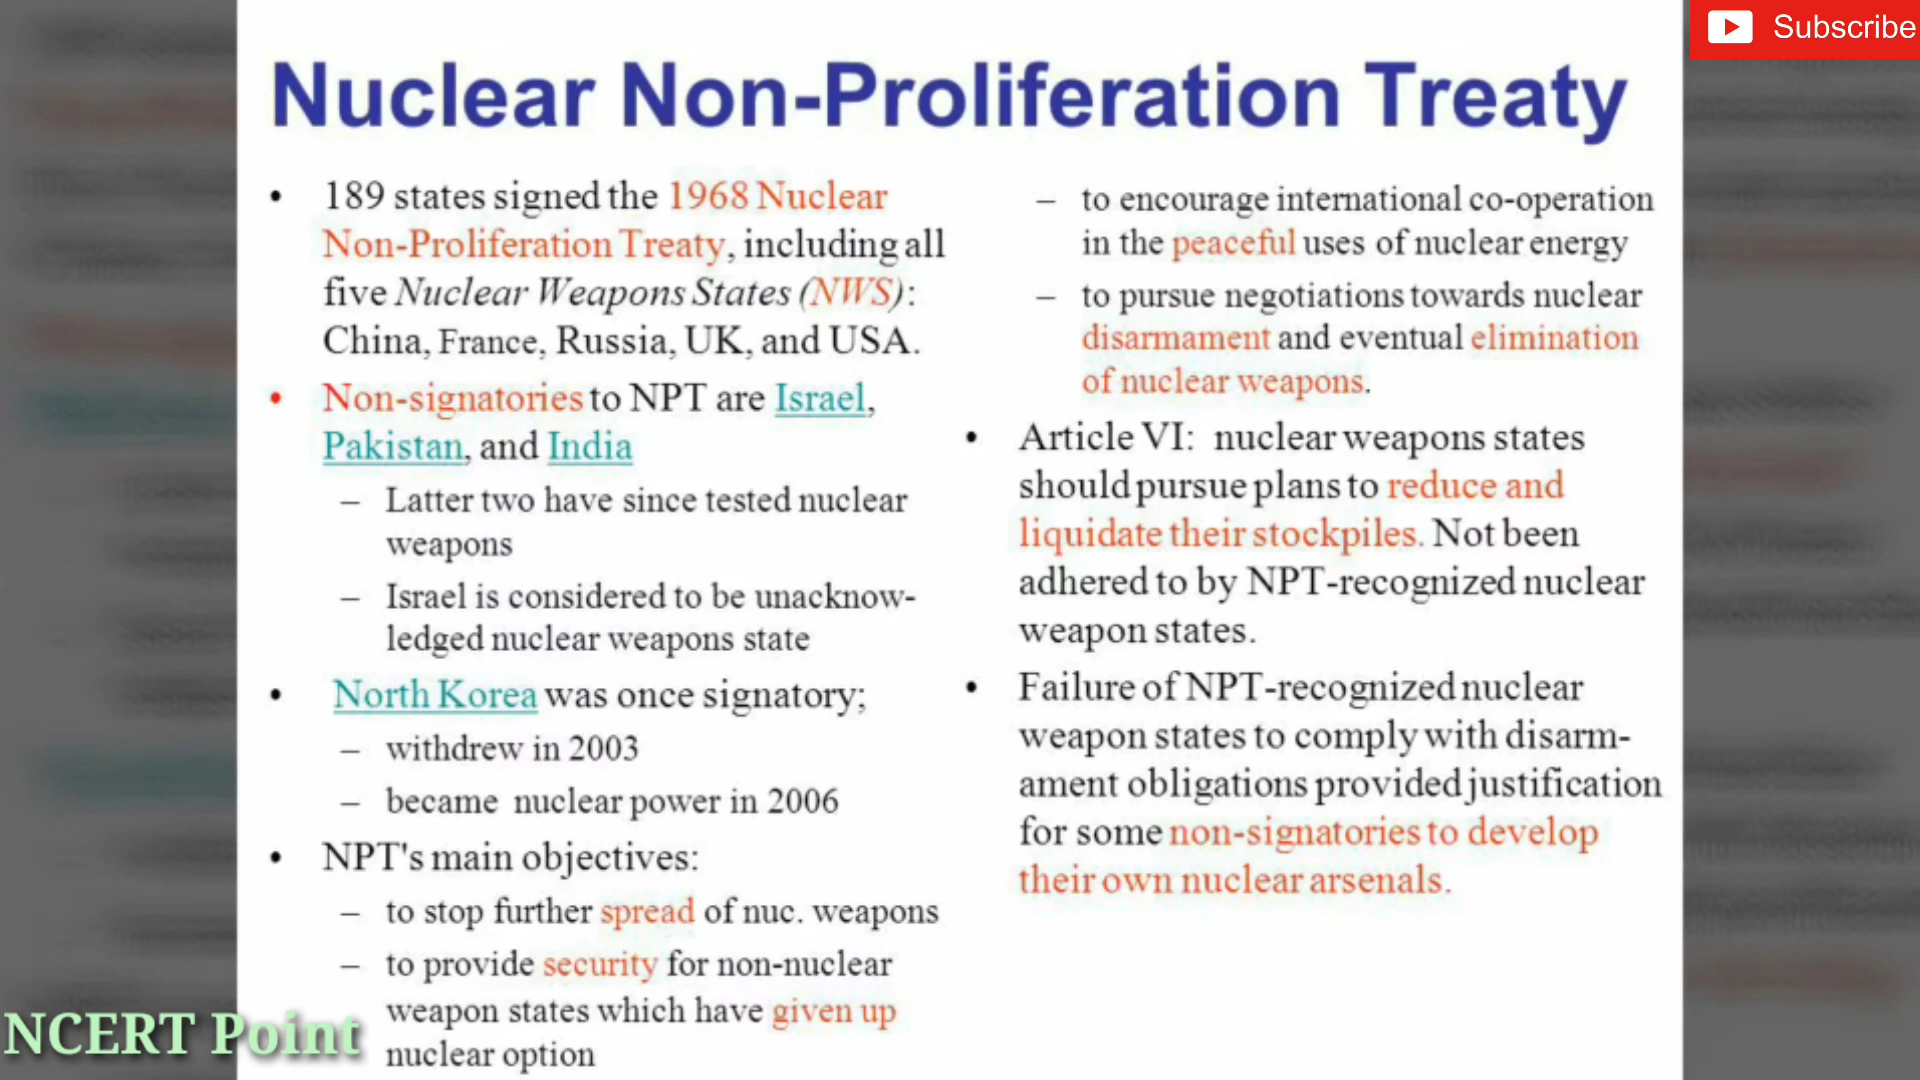 Subscribe
Nuclear Non-Proliferation Treaty
• 189 states signed the 1968 Nuclear
Non-Proliferation Treaty, including all
five Nuclear Weapons States (NWS):
China, France, Russia, UK, and USA.
• Non-signatories to NPT are Israel,
Pakistan, and India
– Latter two have since tested nuclear
weapons
– Israel is considered to be unacknow-
ledged nuclear weapons state
• North Korea was once signatory;
– withdrew in 2003
– became nuclear power in 2006
• NPT's main objectives:
– to stop further spread of nuc. weapons
– to provide security for non-nuclear
weapon states which have given up
nuclear option
– to encourage international co-operation
in the peaceful uses of nuclear energy
– to pursue negotiations towards nuclear
disarmament and eventual elimination
of nuclear weapons.
• Article VI: nuclear weapons states
should pursue plans to reduce and
liquidate their stockpiles. Not been
adhered to by NPT-recognized nuclear
weapon states.
• Failure of NPT-recognized nuclear
weapon states to comply with disarm-
ament obligations provided justification
for some non-signatories to develop
their own nuclear arsenals.
NCERT Point